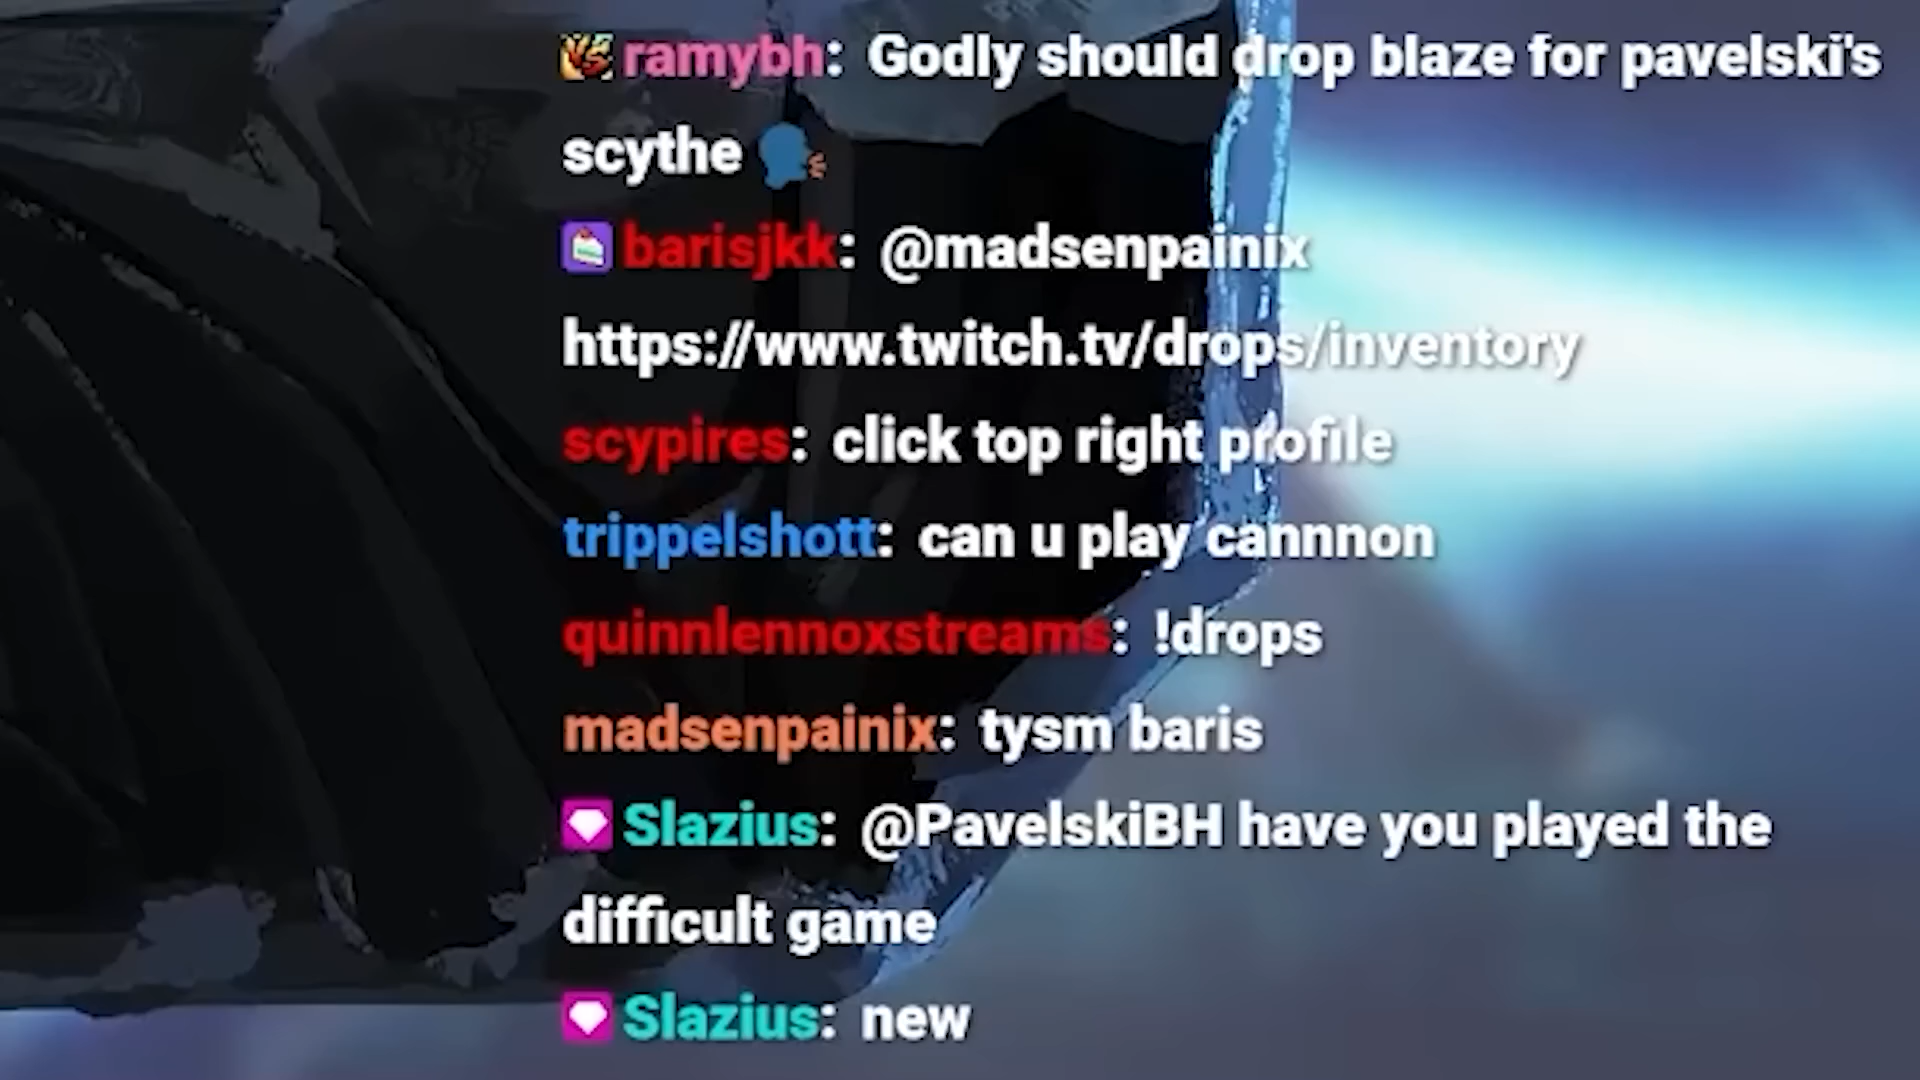 ramybh: Godly should drop blaze for pavelski's
scythe 🗣️
barisjkk: @madsenpainix
https://www.twitch.tv/drops/inventory
scypires: click top right profile
trippelshott: can u play cannnon
quinnlennoxstreams: !drops
madsenpainix: tysm baris
Slazius: @PavelskiBH have you played the
difficult game
Slazius: new